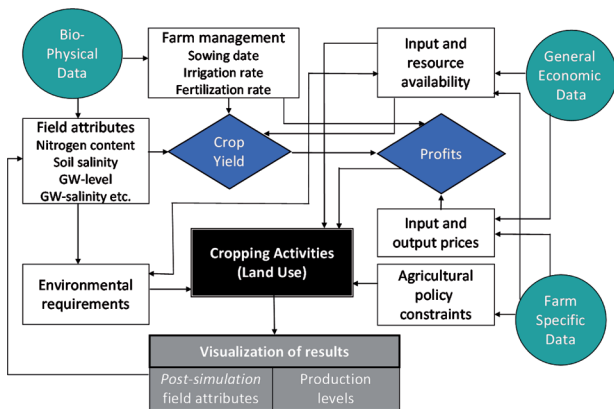 Bio-
Physical
Data
Farm management
Sowing date
Irrigation rate
Fertilization rate
Input and
resource
availability
General
Economic
Data
Field attributes
Nitrogen content
Soil salinity
GW-level
GW-salinity etc.
Crop
Yield
Profits
Input and
output prices
Cropping Activities
(Land Use)
Environmental
requirements
Agricultural
policy
constraints
Farm
Specific
Data
Visualization of results
Post-simulation
field attributes
Production
levels